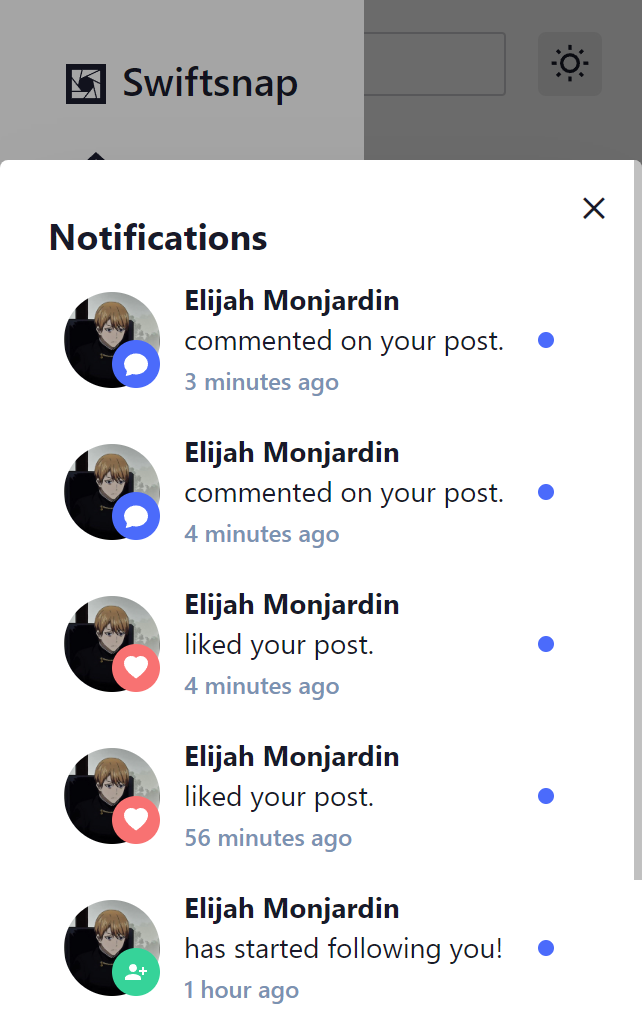 Swiftsnap
Notifications
Elijah Monjardin
commented on your post.
3 minutes ago
Elijah Monjardin
commented on your post.
4 minutes ago
Elijah Monjardin
liked your post.
4 minutes ago
Elijah Monjardin
liked your post.
56 minutes ago
Elijah Monjardin
has started following you!
1 hour ago